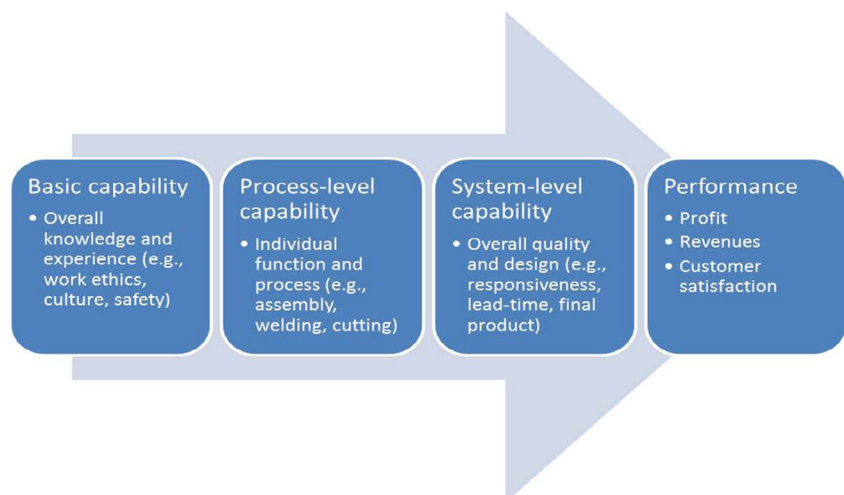 Basic capability
• Overall
knowledge and
experience (e.g.,
work ethics,
culture, safety)
Process-level
capability
• Individual
function and
process (e.g.,
assembly,
welding, cutting)
System-level
capability
• Overall quality
and design (e.g.,
responsiveness,
lead-time, final
product)
Performance
• Profit
• Revenues
• Customer
satisfaction